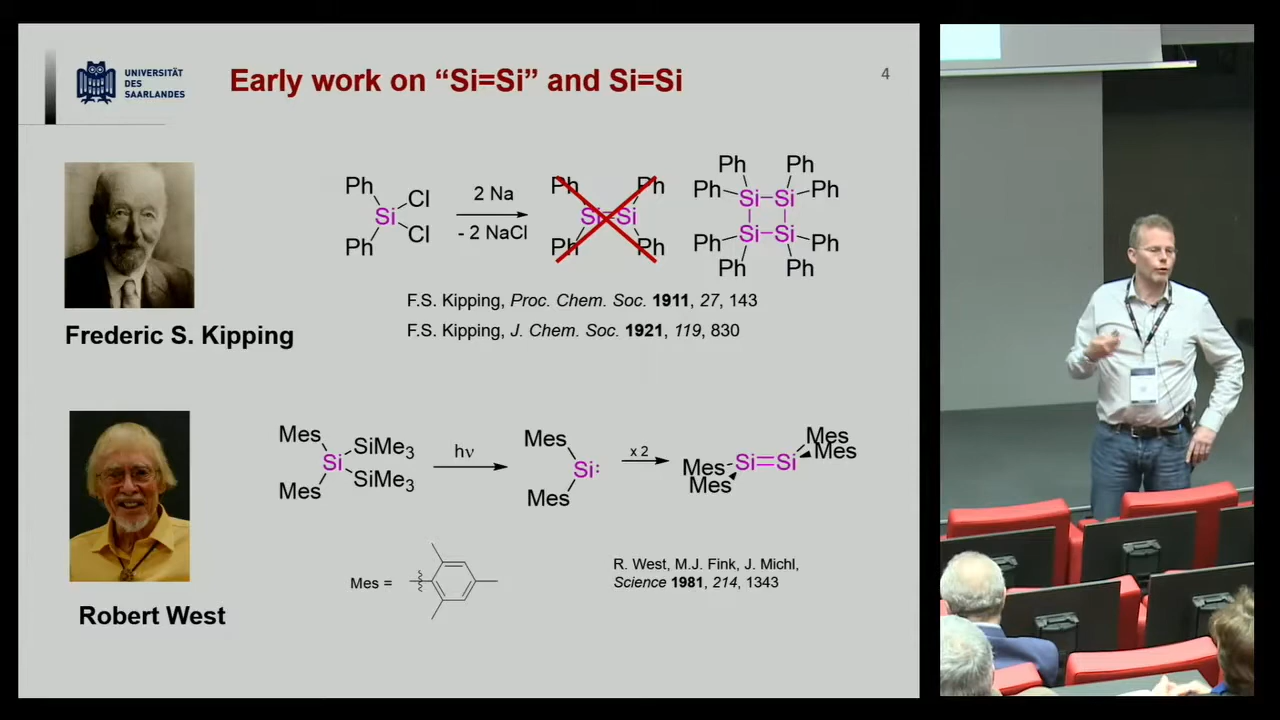 UNIVERSITÄT
DES
SAARLANDES
Early work on “Si=Si” and Si=Si
4
Ph
Ph
Si
Cl
Cl
2 Na
- 2 NaCl
Ph
Ph
Si=Si
Ph
Ph
Ph
Ph
Ph
Ph
Si
Si
Si
Si
Ph
Ph
Ph
Ph
F.S. Kipping, Proc. Chem. Soc. 1911, 27, 143
F.S. Kipping, J. Chem. Soc. 1921, 119, 830
Frederic S. Kipping
Mes
Mes
Si
SiMe3
SiMe3
hν
Mes
Si:
Mes
x 2
Mes
Mes
Si=Si
Mes
Mes
Mes =
R. West, M.J. Fink, J. Michl,
Science 1981, 214, 1343
Robert West